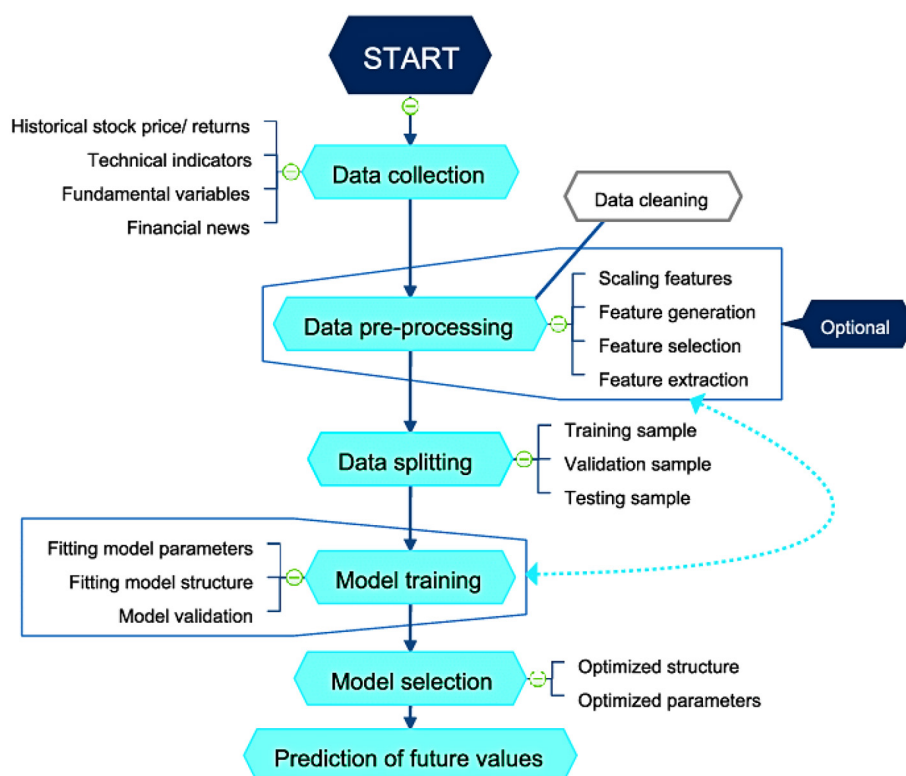 START
Historical stock price/ returns
Technical indicators
Fundamental variables
Financial news
Data collection
Data cleaning
Data pre-processing
Scaling features
Feature generation
Feature selection
Feature extraction
Optional
Data splitting
Training sample
Validation sample
Testing sample
Fitting model parameters
Fitting model structure
Model validation
Model training
Model selection
Optimized structure
Optimized parameters
Prediction of future values